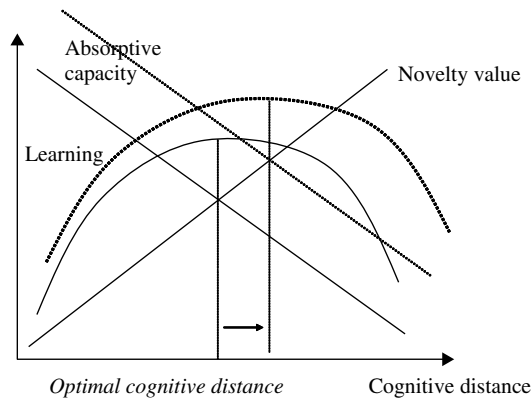 Absorptive
capacity
Novelty value
Learning
Optimal cognitive distance
Cognitive distance